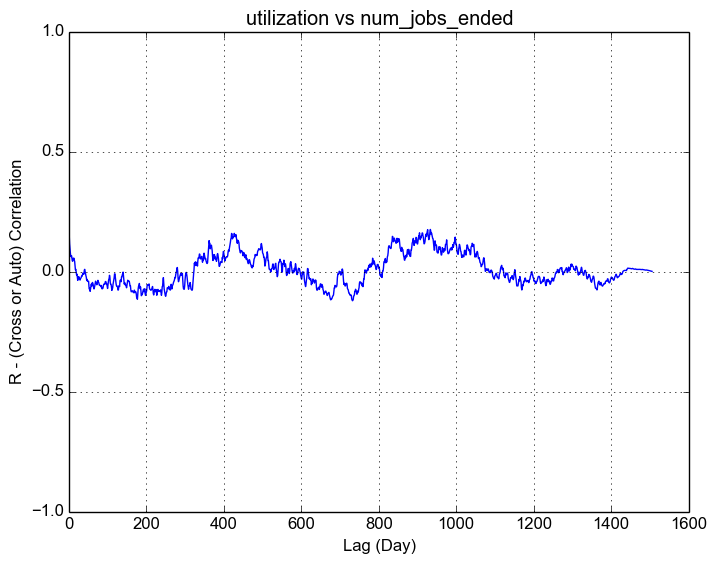 utilization vs num_jobs_ended
1.0
0.5
0.0
−0.5
−1.0
R - (Cross or Auto) Correlation
0 200 400 600 800 1000 1200 1400 1600
Lag (Day)